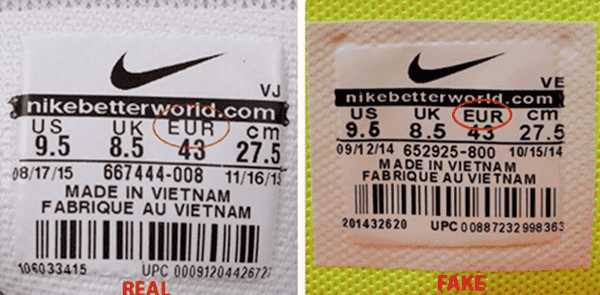 VJ
nikebetterworld.com
US UK EUR cm
9.5 8.5 43 27.5
08/17/15 667444-008 11/16/15
MADE IN VIETNAM
FABRIQUE AU VIETNAM
106033415 UPC 00091204426727
REAL
VE
nikebetterworld.com
US UK EUR cm
9.5 8.5 43 27.5
09/12/14 652925-800 10/15/14
MADE IN VIETNAM
FABRIQUE AU VIETNAM
201432620 UPC 00887232998363
FAKE